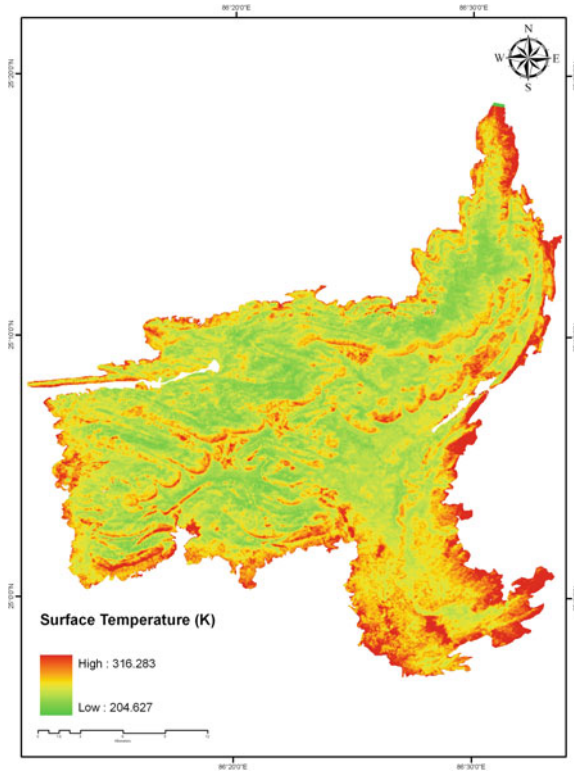 86°20'0"E
86°30'0"E
N
W
E
S
25°20'0"N
25°10'0"N
25°0'0"N
Surface Temperature (K)
High : 316.283
Low : 204.627
86°20'0"E
86°30'0"E